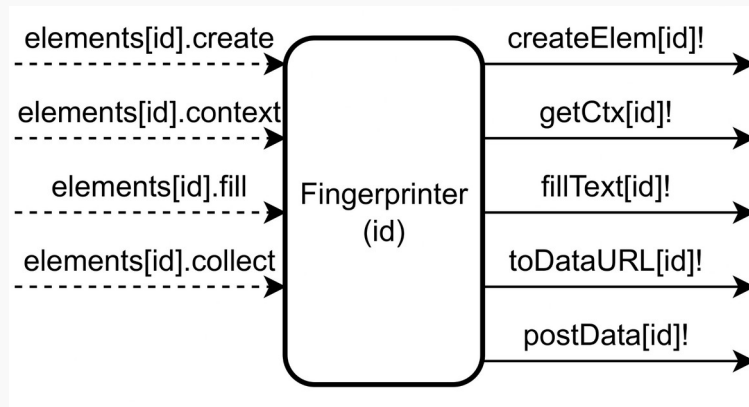 elements[id].create
createElem[id]!
elements[id].context
getCtx[id]!
elements[id].fill
Fingerprinter
(id)
fillText[id]!
elements[id].collect
toDataURL[id]!
postData[id]!